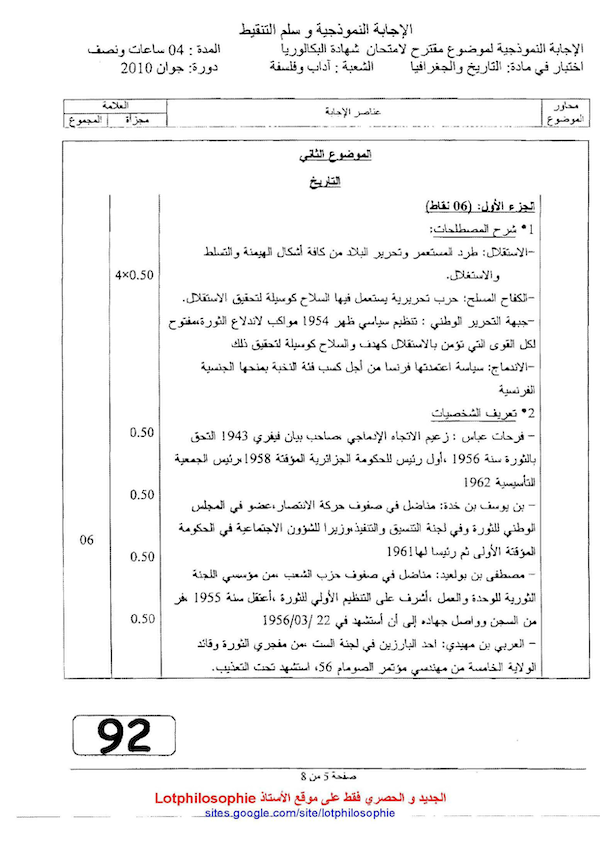 الإجابة النموذجية و سلم التنقيط
الإجابة النموذجية لموضوع مقترح لامتحان شهادة البكالوريا المدة : 04 ساعات ونصف
اختبار في مادة: التاريخ والجغرافيا الشعبة : آداب وفلسفة دورة: جوان 2010
محاور الموضوع عناصر الإجابة العلامة
مجزأة المجموع
الموضوع الثاني
التاريخ
الجزء الأول: (06 نقاط)
1• شرح المصطلحات:
–الاستقلال: طرد المستعمر وتحرير البلاد من كافة أشكال الهيمنة والتسلط
والاستغلال. 4×0.50
–الكفاح المسلح: حرب تحريرية يستعمل فيها السلاح كوسيلة لتحقيق الاستقلال.
–جبهة التحرير الوطني : تنظيم سياسي ظهر 1954 مواكب لاندلاع الثورة،مفتوح
لكل القوى التي تؤمن بالاستقلال كهدف والسلاح كوسيلة لتحقيق ذلك
–الاندماج: سياسة اعتمدتها فرنسا من أجل كسب فئة النخبة بمنحها الجنسية
الفرنسية
2• تعريف الشخصيات
– فرحات عباس : زعيم الاتجاه الإدماجي ،صاحب بيان فيفري 1943 التحق 0.50
بالثورة سنة 1956 ،أول رئيس للحكومة الجزائرية المؤقتة 1958،رئيس الجمعية
التأسيسية 1962
– بن يوسف بن خدة: مناضل في صفوف حركة الانتصار،عضو في المجلس 0.50
الوطني للثورة وفي لجنة التنسيق والتنفيذ،وزيرا للشؤون الاجتماعية في الحكومة
المؤقتة الأولى ثم رئيسا لها1961 0.50 06
– مصطفى بن بولعيد: مناضل في صفوف حزب الشعب ،من مؤسسي اللجنة
الثورية للوحدة والعمل ،أشرف على التنظيم الأولي للثورة ،أعتقل سنة 1955 ،فر
من السجن وواصل جهاده إلى أن أستشهد في 22 /03/ 1956 0.50
– العربي بن مهيدي: احد البارزين في لجنة الست ،من مفجري الثورة وقائد
الولاية الخامسة من مهندسي مؤتمر الصومام 56، استشهد تحت التعذيب.
92
صفحة 5 من 8
الجديد و الحصري فقط على موقع الأستاذ Lotphilosophie
sites.google.com/site/lotphilosophie